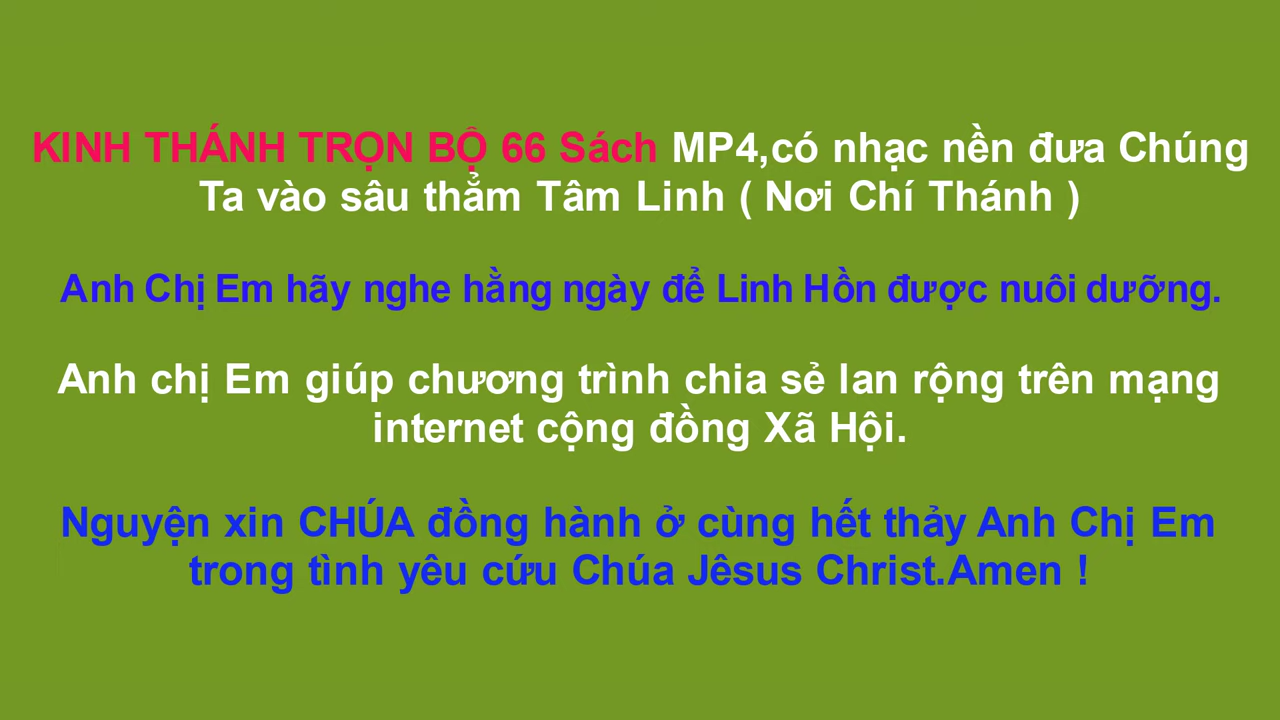 KINH THÁNH TRỌN BỘ 66 Sách MP4,có nhạc nền đưa Chúng
Ta vào sâu thẳm Tâm Linh ( Nơi Chí Thánh )
Anh Chị Em hãy nghe hằng ngày để Linh Hồn được nuôi dưỡng.
Anh chị Em giúp chương trình chia sẻ lan rộng trên mạng
internet cộng đồng Xã Hội.
Nguyện xin CHÚA đồng hành ở cùng hết thảy Anh Chị Em
trong tình yêu cứu Chúa Jêsus Christ.Amen !